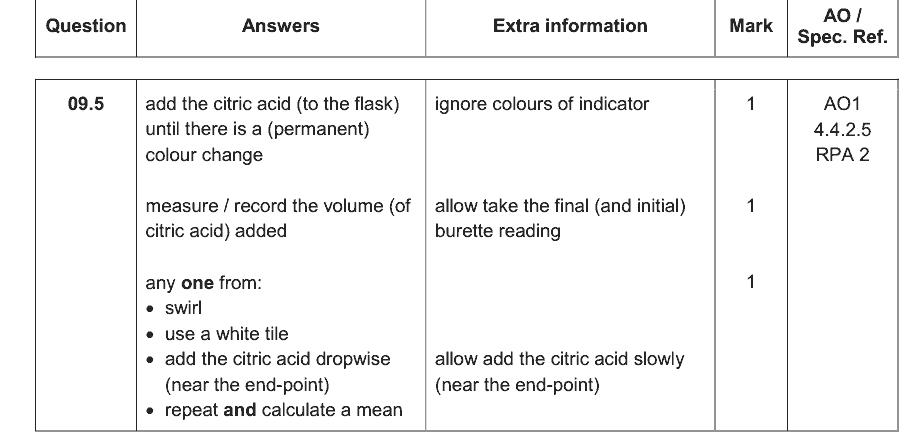 Question Answers Extra information Mark AO / Spec. Ref.
09.5 add the citric acid (to the flask) ignore colours of indicator 1 AO1
until there is a (permanent) 4.4.2.5
colour change RPA 2
measure / record the volume (of allow take the final (and initial) 1
citric acid) added burette reading
any one from: 1
• swirl
• use a white tile
• add the citric acid dropwise allow add the citric acid slowly
(near the end-point) (near the end-point)
• repeat and calculate a mean